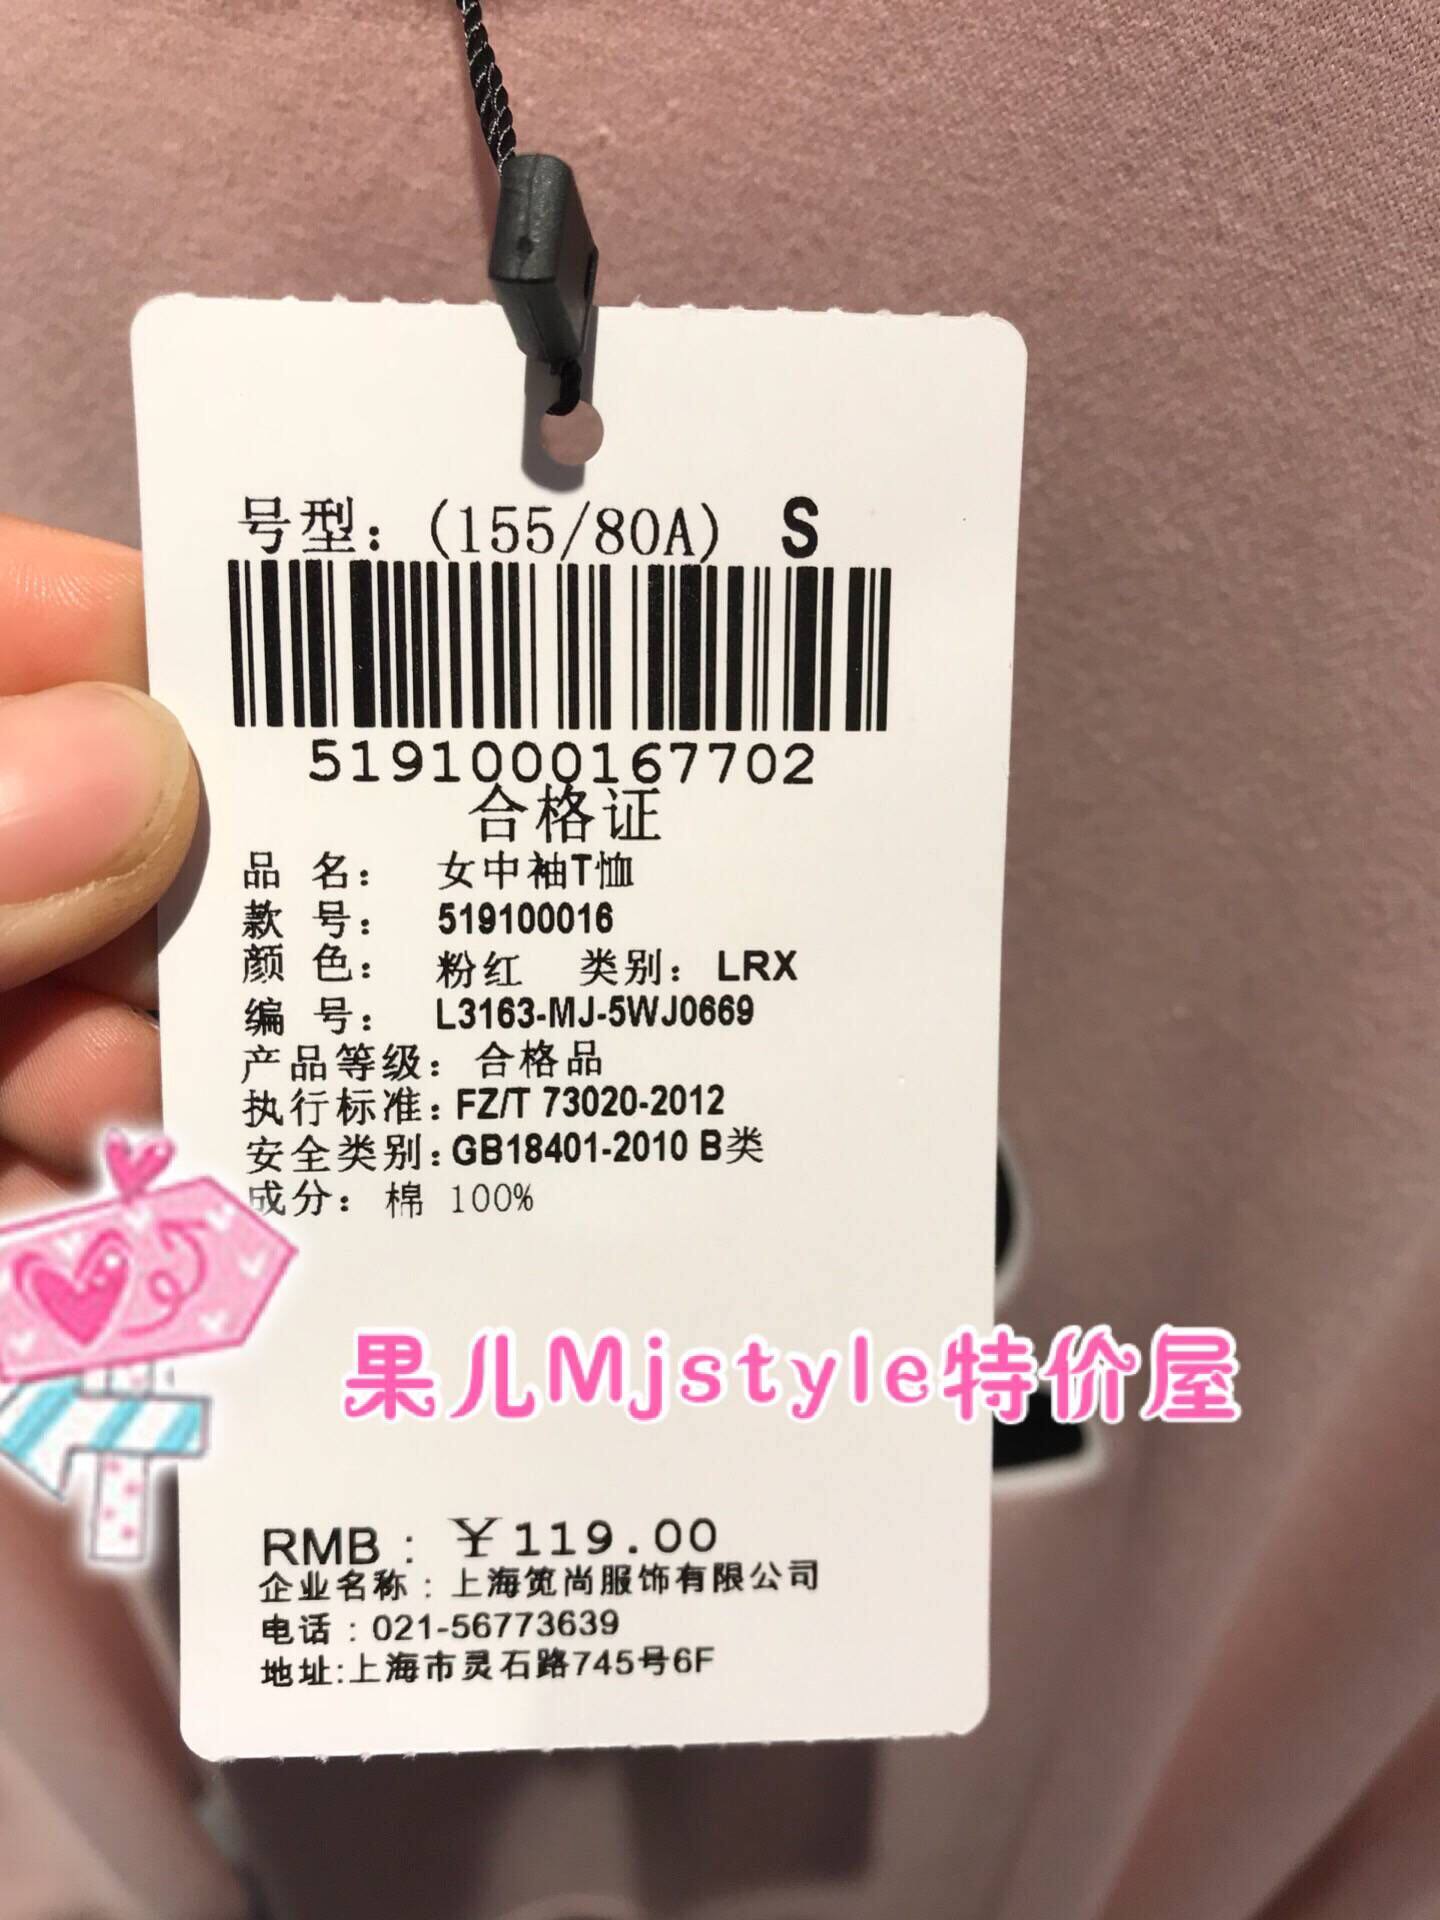 号型：(155/80A) S
5191000167702
合格证
品 名： 女中袖T恤
款 号： 519100016
颜 色： 粉红 类别：LRX
编 号： L3163-MJ-5WJ0669
产品等级：合格品
执行标准：FZ/T 73020-2012
安全类别：GB18401-2010 B类
成分：棉 100%
果儿Mjstyle特价屋
RMB：￥119.00
企业名称：上海笕尚服饰有限公司
电话：021-56773639
地址:上海市灵石路745号6F